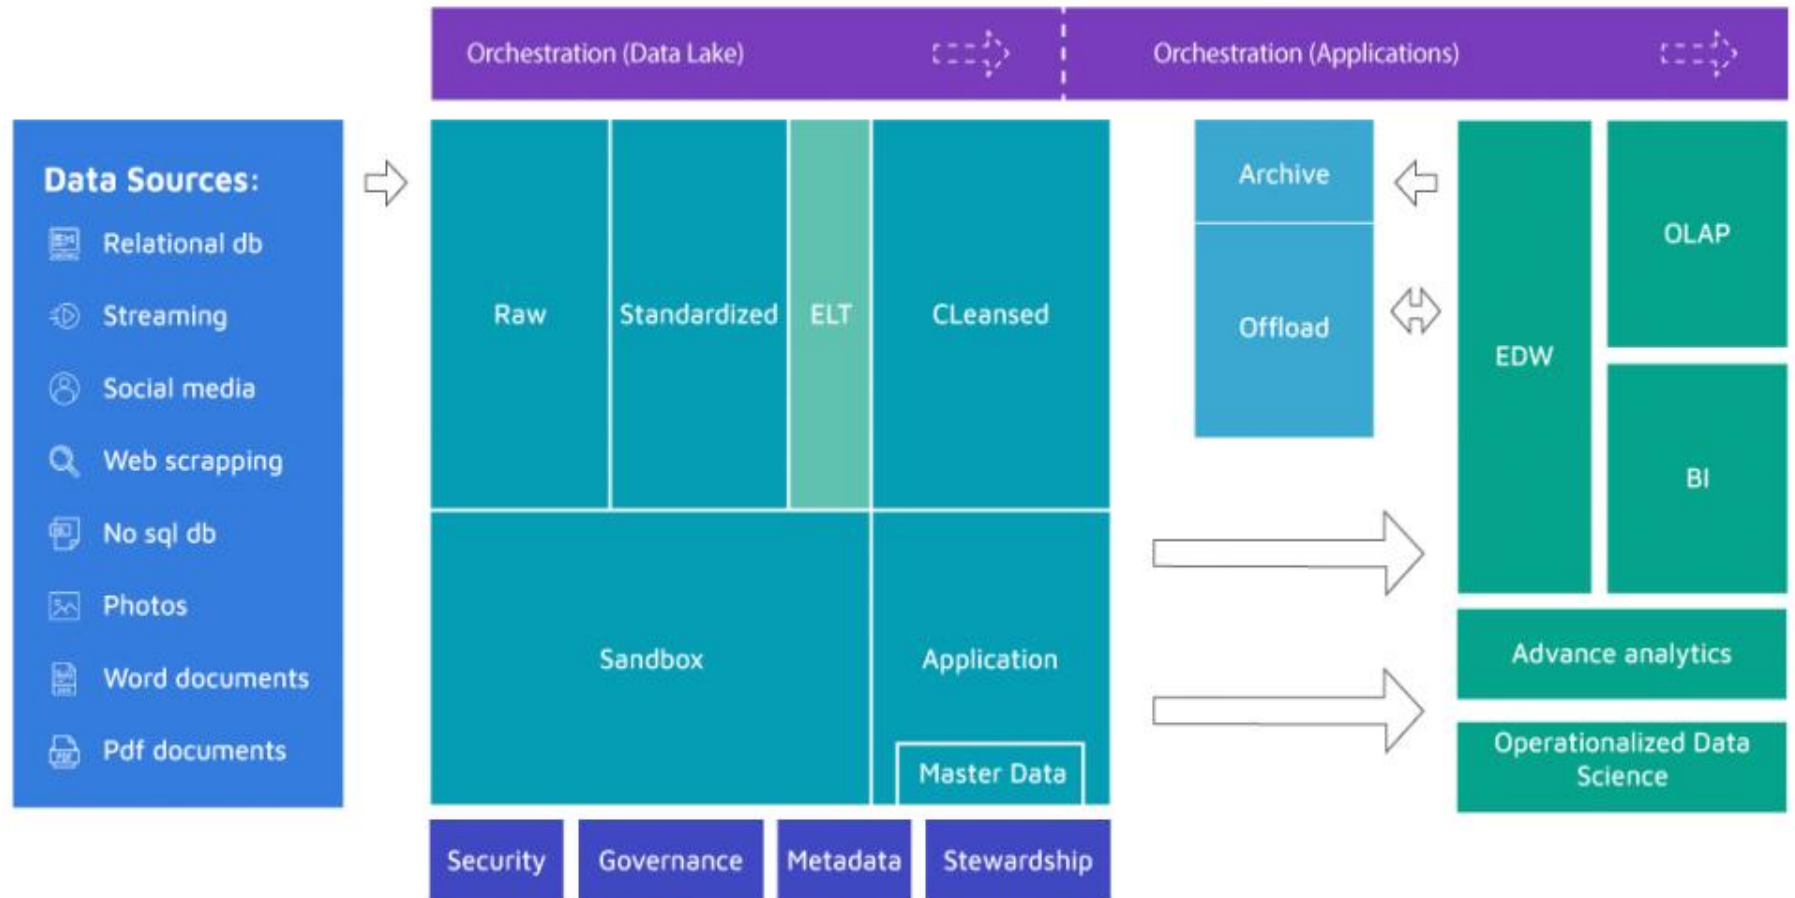 Orchestration (Data Lake)
Orchestration (Applications)
Data Sources:
Relational db
Streaming
Social media
Web scrapping
No sql db
Photos
Word documents
Pdf documents
Raw
Standardized
ELT
CLeansed
Sandbox
Application
Master Data
Security
Governance
Metadata
Stewardship
Archive
Offload
EDW
OLAP
BI
Advance analytics
Operationalized Data
Science